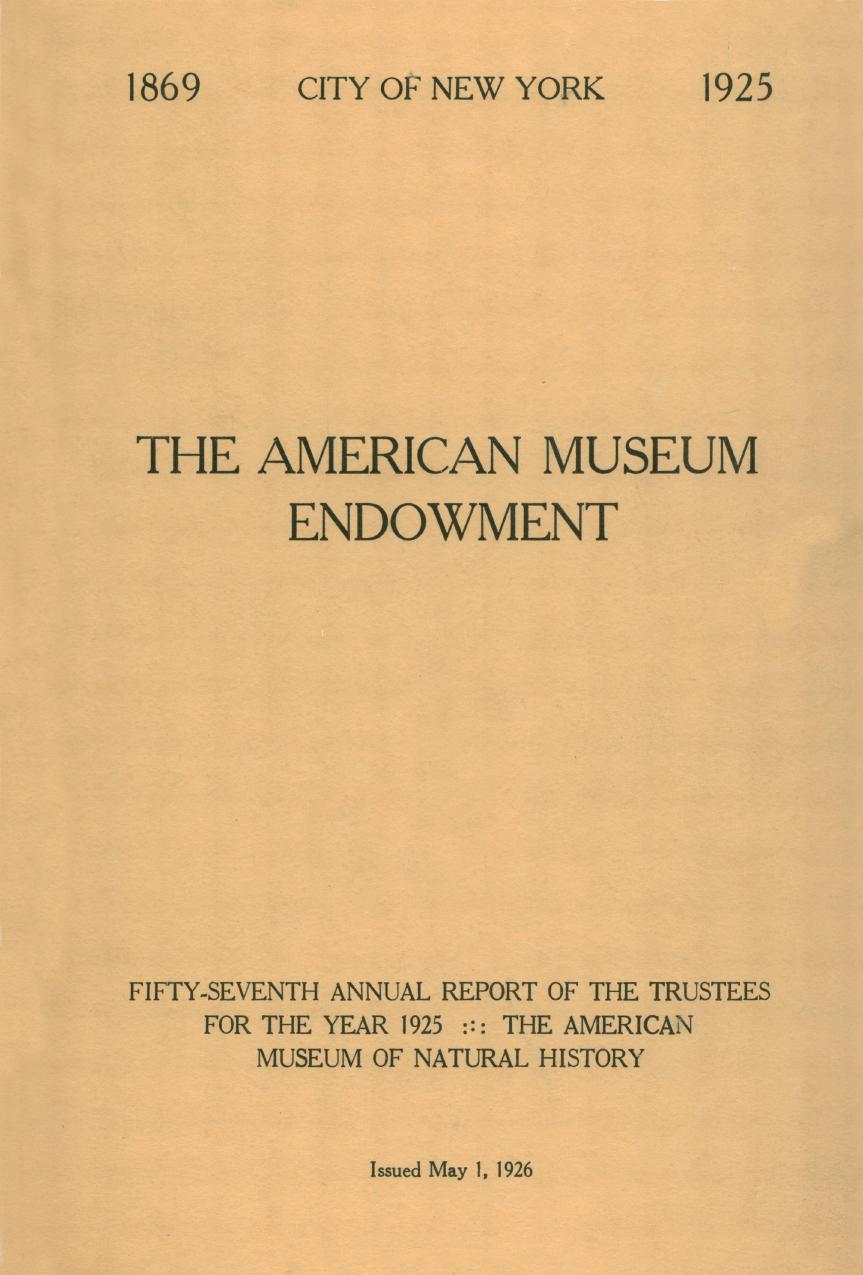 1869 CITY OF NEW YORK 1925
THE AMERICAN MUSEUM
ENDOWMENT
FIFTY-SEVENTH ANNUAL REPORT OF THE TRUSTEES
FOR THE YEAR 1925 ::: THE AMERICAN
MUSEUM OF NATURAL HISTORY
Issued May 1, 1926